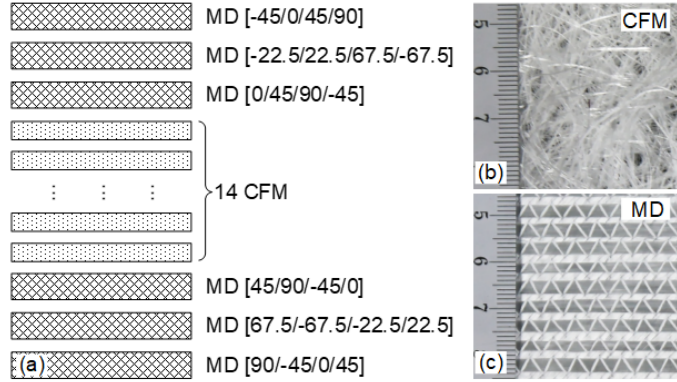 MD [-45/0/45/90]
MD [-22.5/22.5/67.5/-67.5]
MD [0/45/90/-45]
14 CFM
MD [45/90/-45/0]
MD [67.5/-67.5/-22.5/22.5]
MD [90/-45/0/45]
(a)
CFM
5
6
7
(b)
MD
5
6
7
(c)